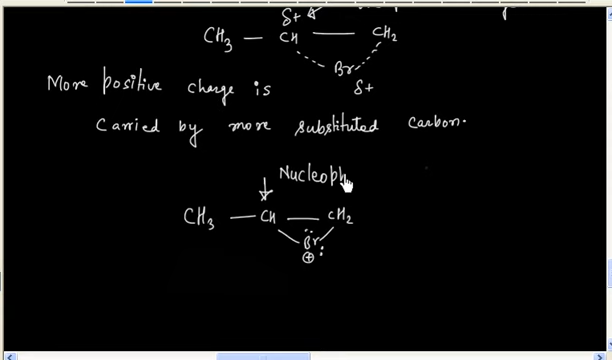 δ+
CH3 — CH — CH2
Br
δ+
More positive charge is
Carried by more substituted carbon.
Nucleoph
CH3 — CH — CH2
Br
⊕